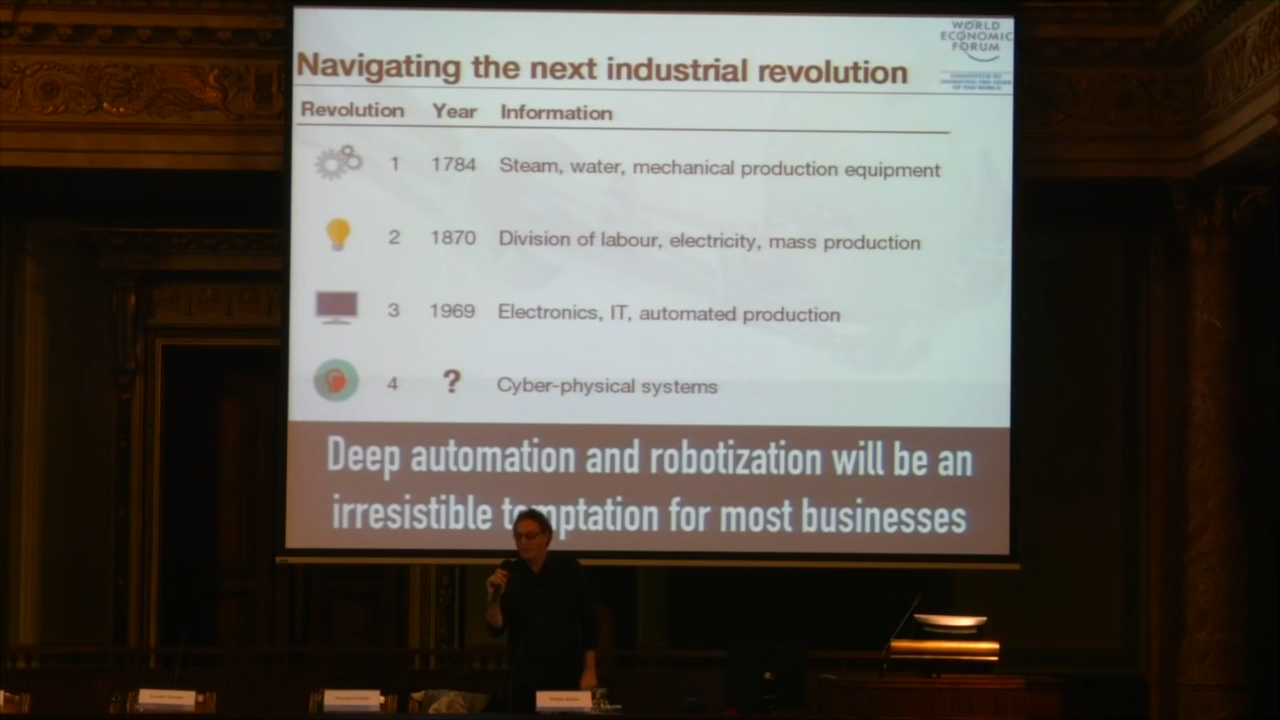 WORLD
ECONOMIC
FORUM
Navigating the next industrial revolution
Revolution Year Information
1 1784 Steam, water, mechanical production equipment
2 1870 Division of labour, electricity, mass production
3 1969 Electronics, IT, automated production
4 ? Cyber-physical systems
Deep automation and robotization will be an
irresistible temptation for most businesses